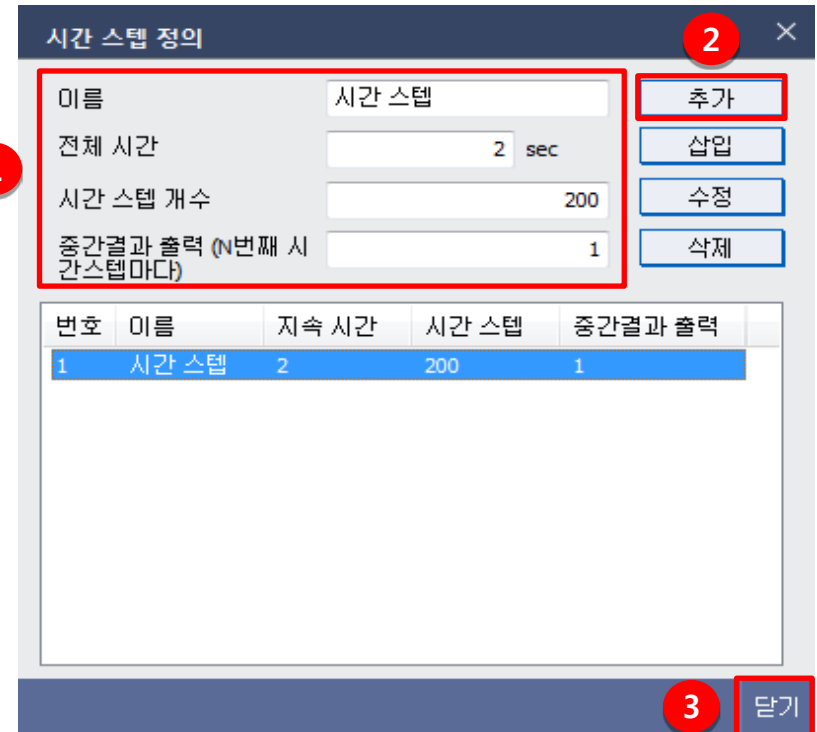 시간 스텝 정의
2
이름 시간 스텝 추가
전체 시간 2 sec 삽입
시간 스텝 개수 200 수정
중간결과 출력 (N번째 시
간스텝마다) 1 삭제
번호 이름 지속 시간 시간 스텝 중간결과 출력
1 시간 스텝 2 200 1
3 닫기